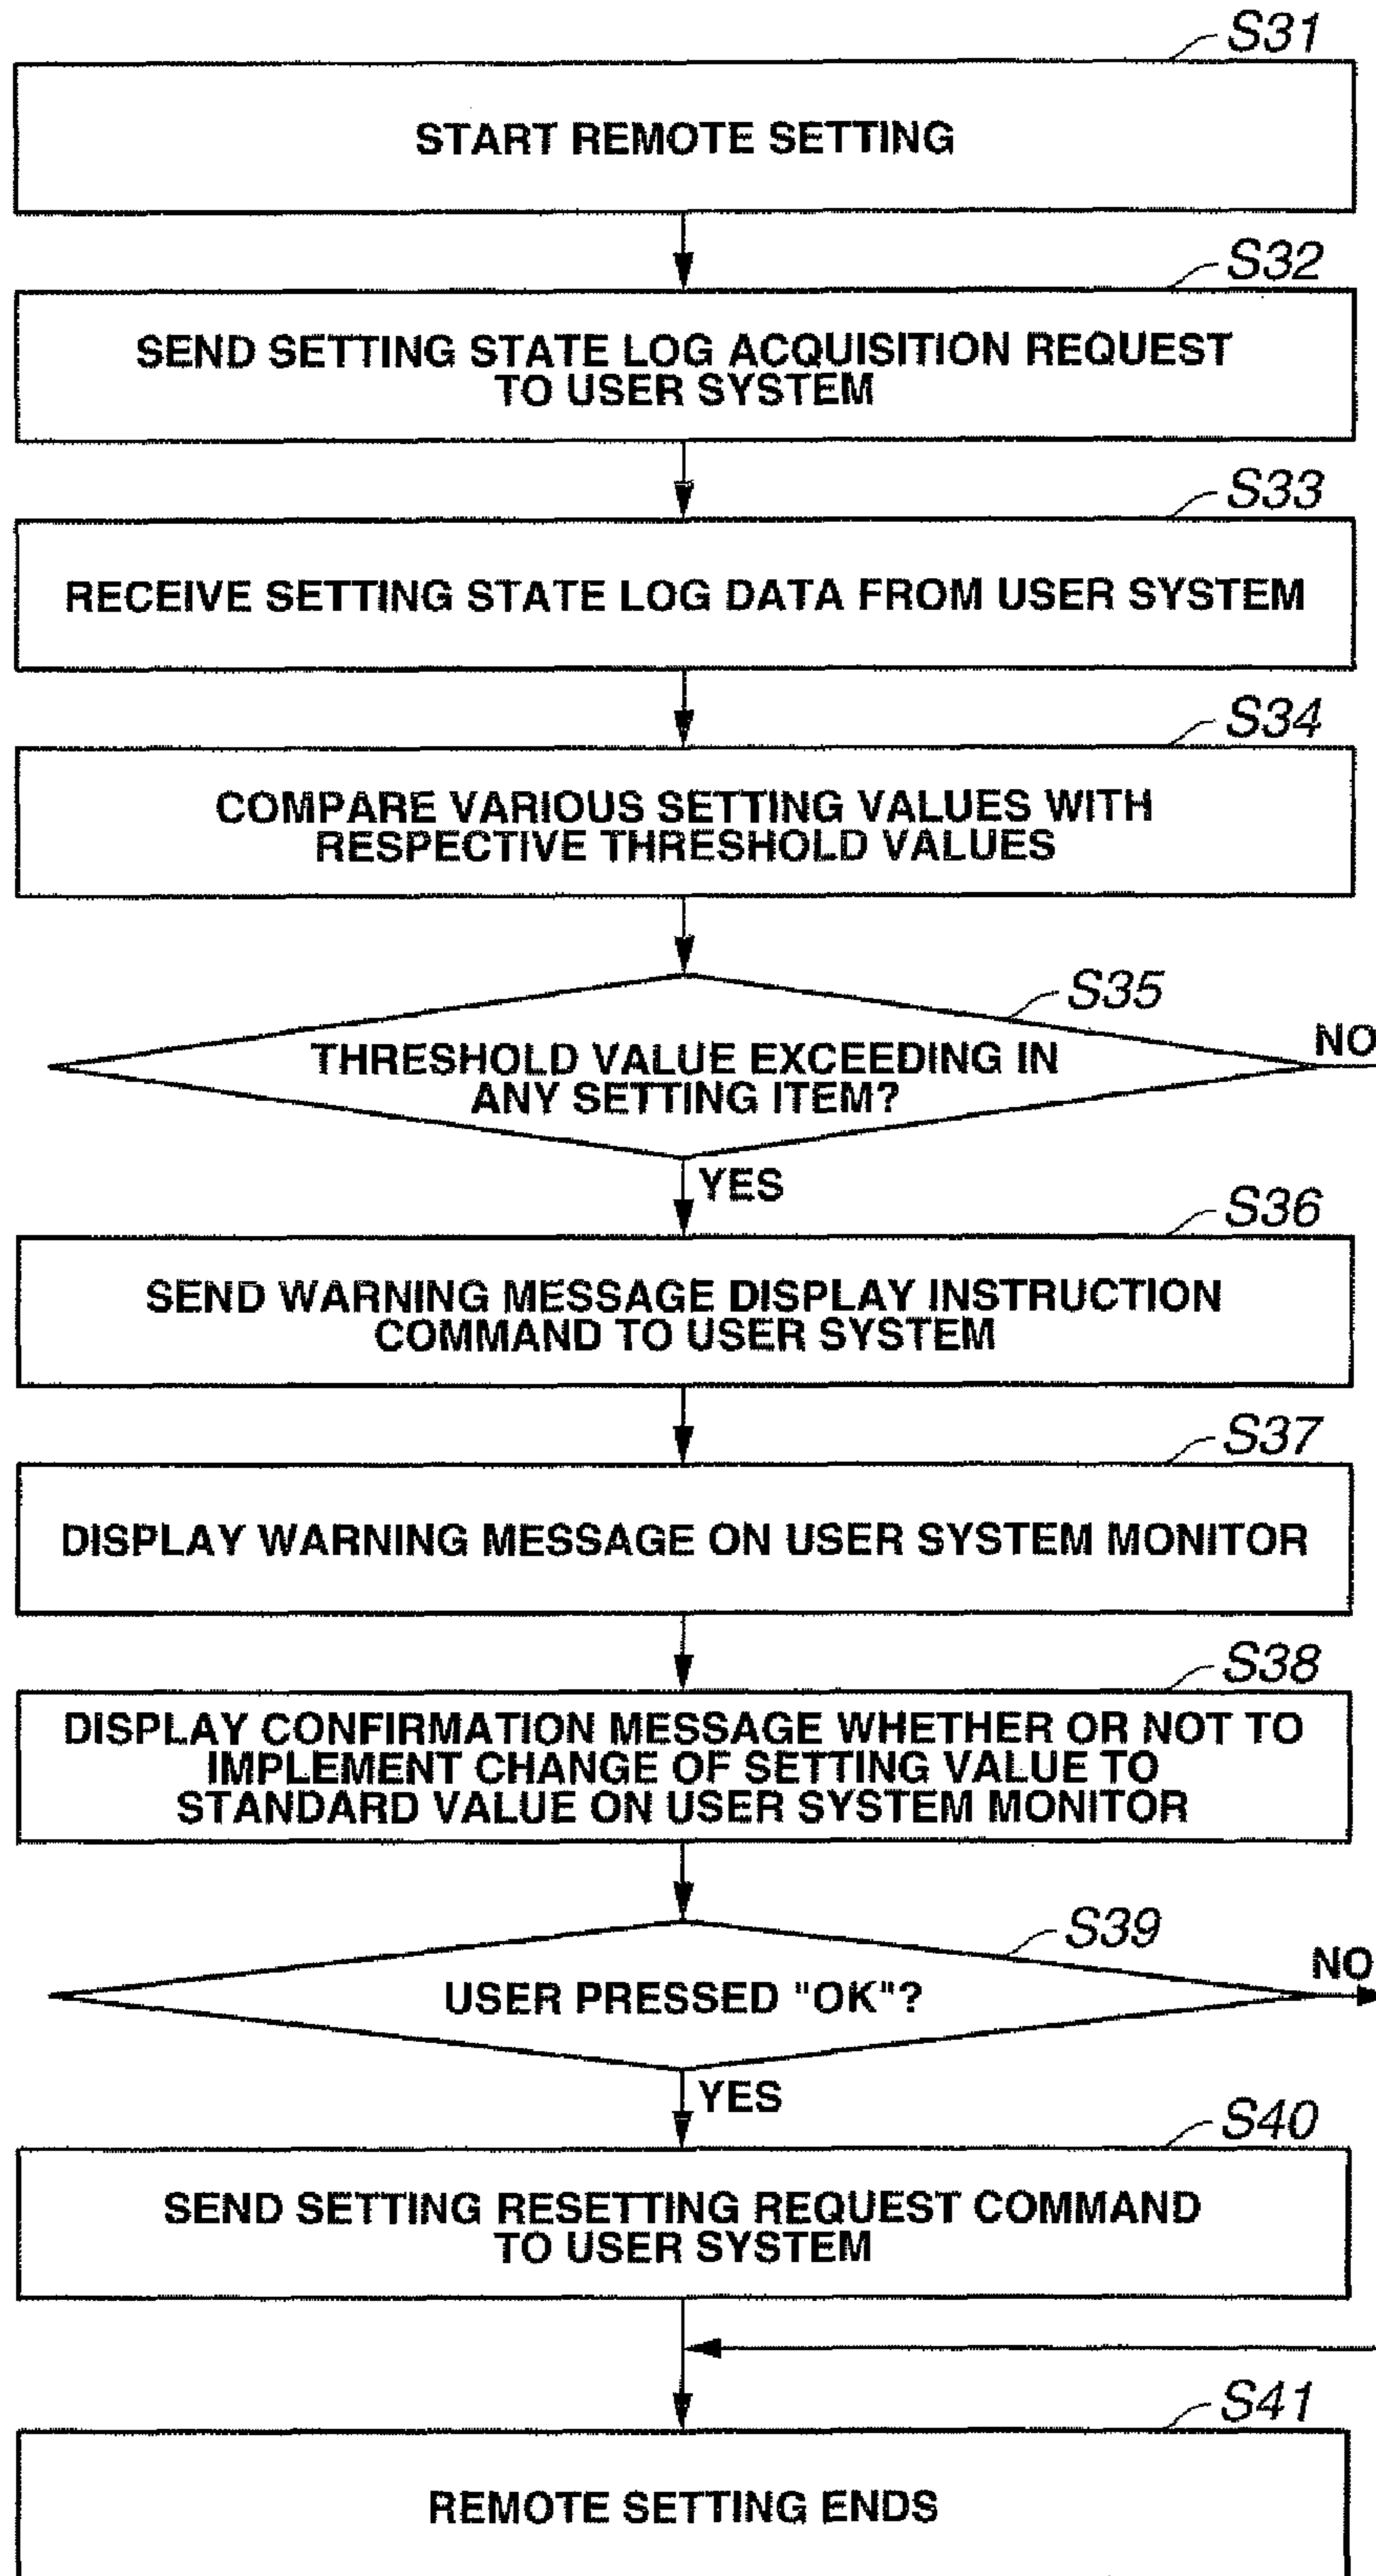 S31
START REMOTE SETTING
S32
SEND SETTING STATE LOG ACQUISITION REQUEST
TO USER SYSTEM
S33
RECEIVE SETTING STATE LOG DATA FROM USER SYSTEM
S34
COMPARE VARIOUS SETTING VALUES WITH
RESPECTIVE THRESHOLD VALUES
S35
NO
THRESHOLD VALUE EXCEEDING IN
ANY SETTING ITEM?
YES
S36
SEND WARNING MESSAGE DISPLAY INSTRUCTION
COMMAND TO USER SYSTEM
S37
DISPLAY WARNING MESSAGE ON USER SYSTEM MONITOR
S38
DISPLAY CONFIRMATION MESSAGE WHETHER OR NOT TO
IMPLEMENT CHANGE OF SETTING VALUE TO
STANDARD VALUE ON USER SYSTEM MONITOR
S39
NO
USER PRESSED "OK"?
YES
S40
SEND SETTING RESETTING REQUEST COMMAND
TO USER SYSTEM
S41
REMOTE SETTING ENDS